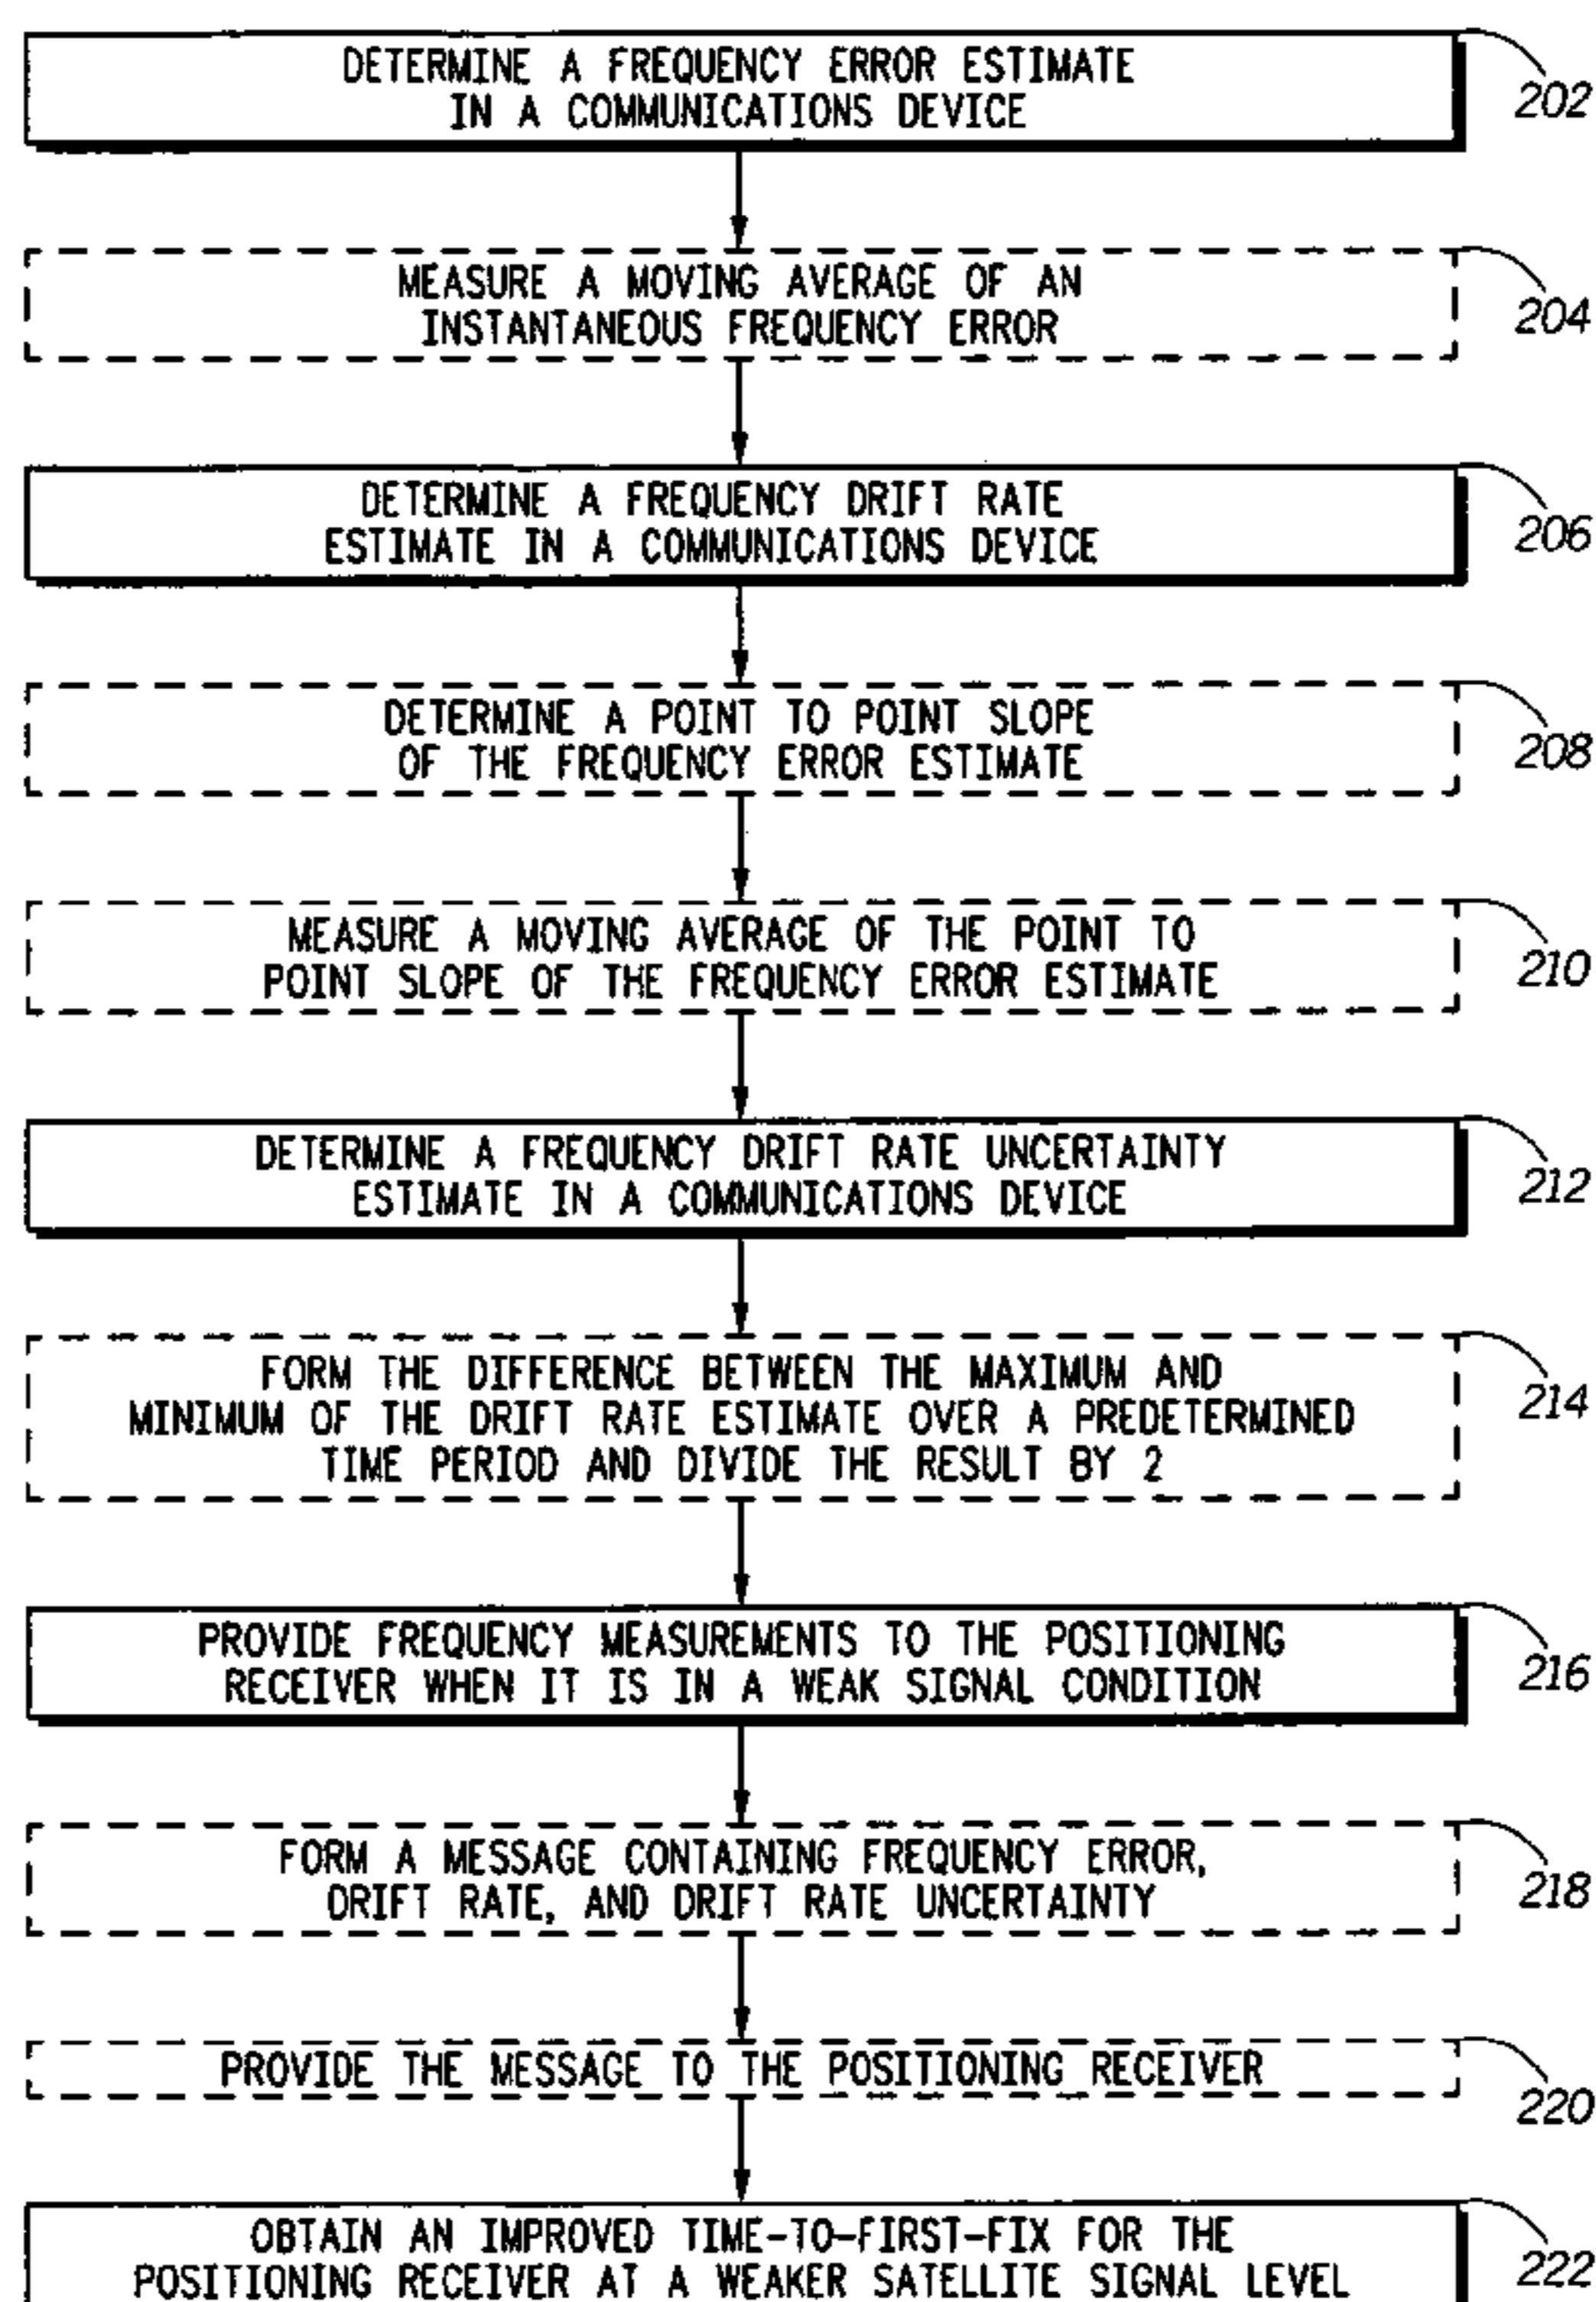 DETERMINE A FREQUENCY ERROR ESTIMATE
IN A COMMUNICATIONS DEVICE
202
MEASURE A MOVING AVERAGE OF AN
INSTANTANEOUS FREQUENCY ERROR
204
DETERMINE A FREQUENCY DRIFT RATE
ESTIMATE IN A COMMUNICATIONS DEVICE
206
DETERMINE A POINT TO POINT SLOPE
OF THE FREQUENCY ERROR ESTIMATE
208
MEASURE A MOVING AVERAGE OF THE POINT TO
POINT SLOPE OF THE FREQUENCY ERROR ESTIMATE
210
DETERMINE A FREQUENCY DRIFT RATE UNCERTAINTY
ESTIMATE IN A COMMUNICATIONS DEVICE
212
FORM THE DIFFERENCE BETWEEN THE MAXIMUM AND
MINIMUM OF THE DRIFT RATE ESTIMATE OVER A PREDETERMINED
TIME PERIOD AND DIVIDE THE RESULT BY 2
214
PROVIDE FREQUENCY MEASUREMENTS TO THE POSITIONING
RECEIVER WHEN IT IS IN A WEAK SIGNAL CONDITION
216
FORM A MESSAGE CONTAINING FREQUENCY ERROR,
DRIFT RATE, AND DRIFT RATE UNCERTAINTY
218
PROVIDE THE MESSAGE TO THE POSITIONING RECEIVER
220
OBTAIN AN IMPROVED TIME-TO-FIRST-FIX FOR THE
POSITIONING RECEIVER AT A WEAKER SATELLITE SIGNAL LEVEL
222